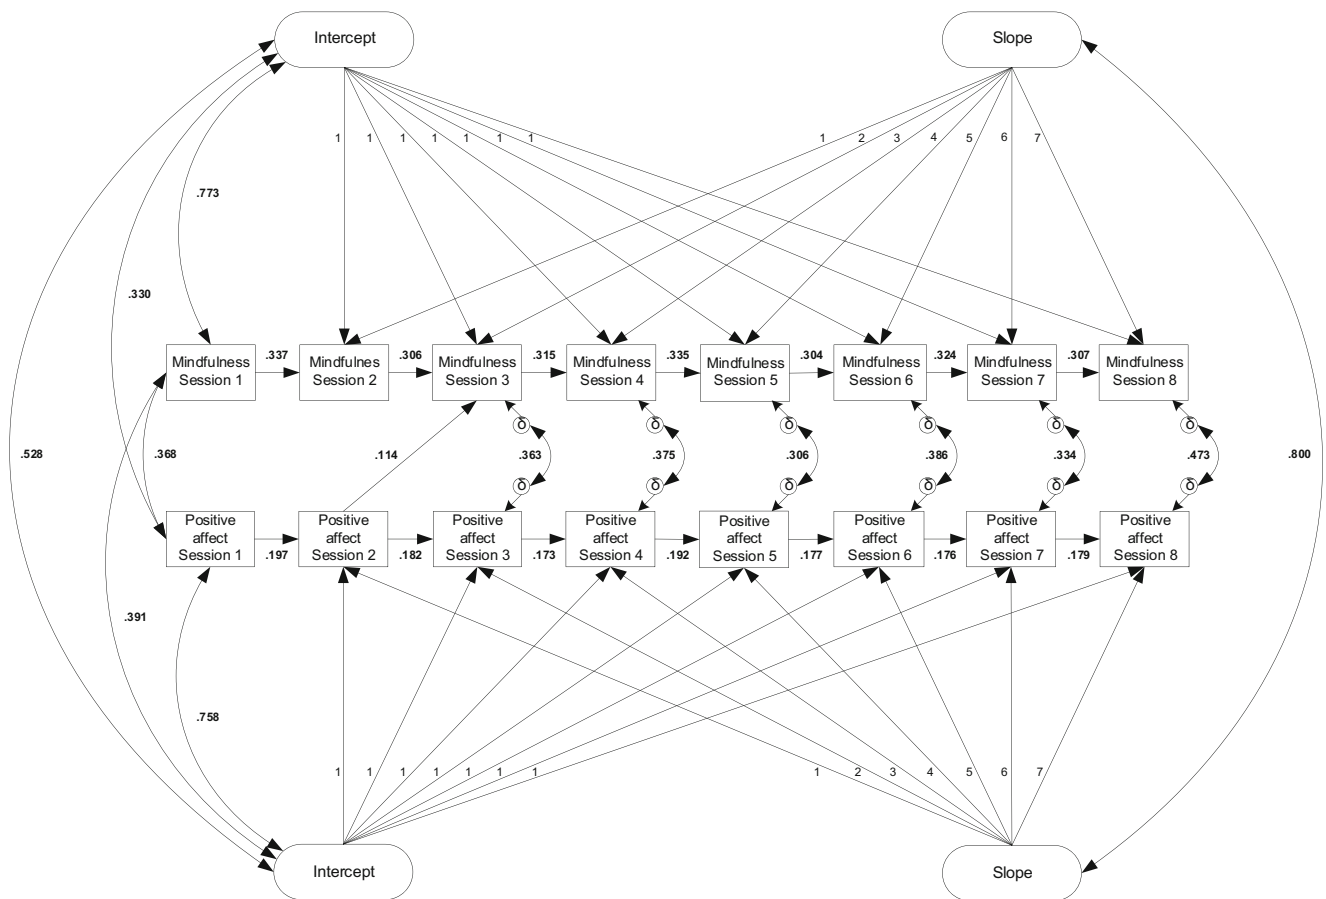 Intercept
Slope
1 1 1 1 1 1 1
1 2 3 4 5 6 7
.773
.330
Mindfulness
Session 1
.337
Mindfulnes
Session 2
.306
Mindfulness
Session 3
.315
Mindfulness
Session 4
.335
Mindfulness
Session 5
.304
Mindfulness
Session 6
.324
Mindfulness
Session 7
.307
Mindfulness
Session 8
δ δ δ δ δ δ
.528
.368
.114
.363
.375
.306
.386
.334
.473
.800
δ δ δ δ δ δ
Positive
affect
Session 1
.197
Positive
affect
Session 2
.182
Positive
affect
Session 3
.173
Positive
affect
Session 4
.192
Positive
affect
Session 5
.177
Positive
affect
Session 6
.176
Positive
affect
Session 7
.179
Positive
affect
Session 8
.391
.758
1 1 1 1 1 1 1
1 2 3 4 5 6 7
Intercept
Slope